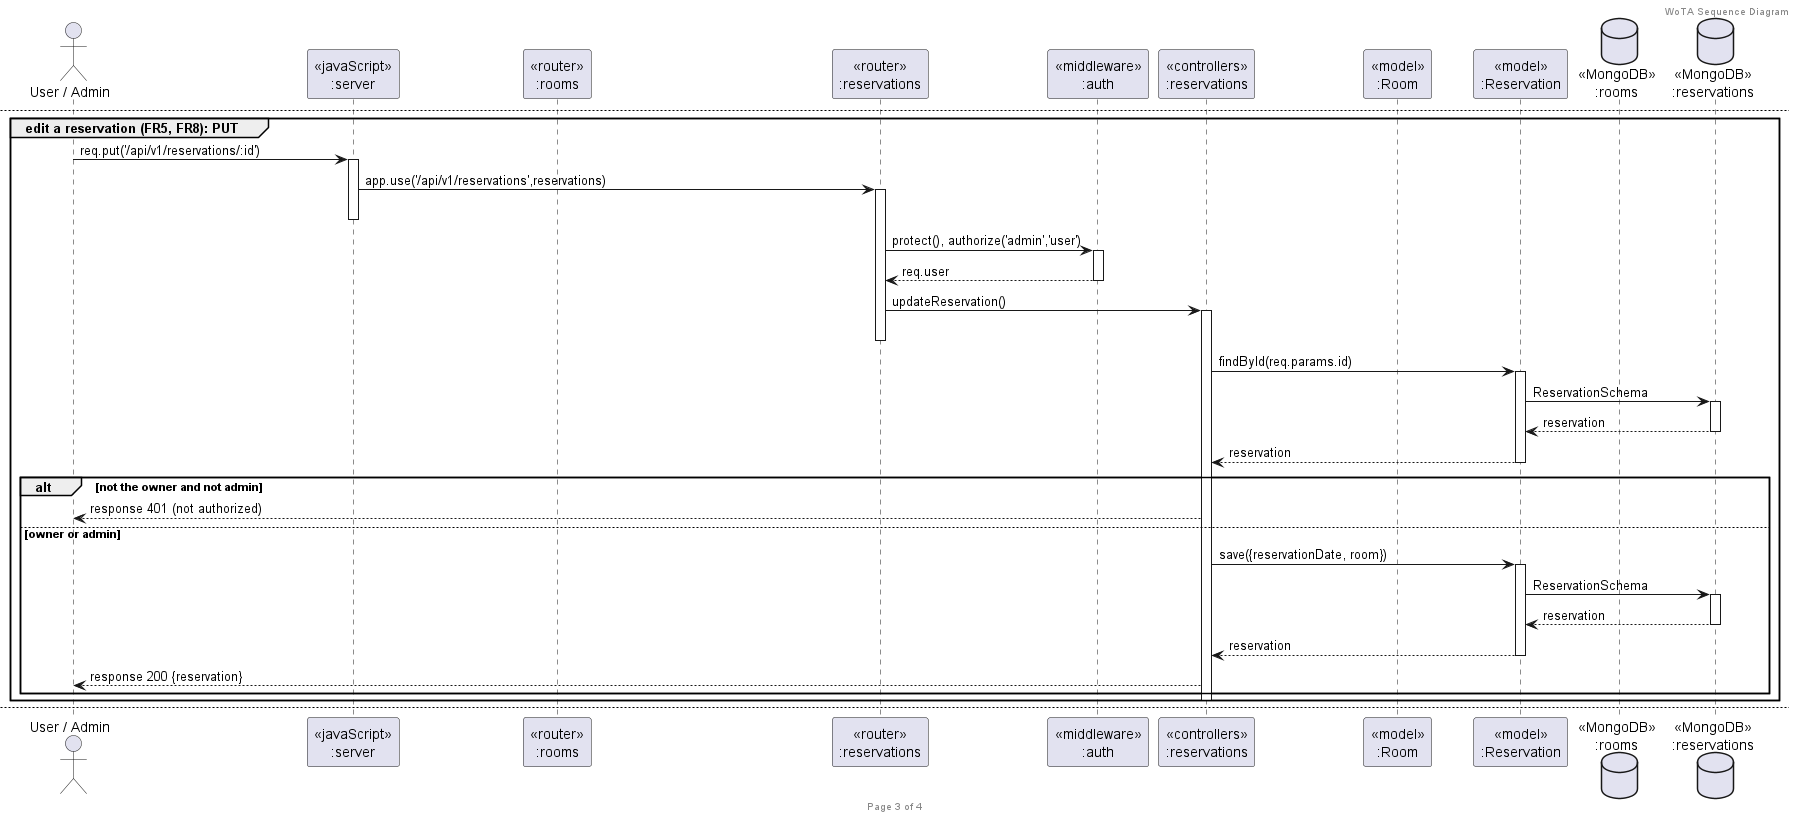 WoTA Sequence Diagram
User / Admin
«javaScript»
:server
«router»
:rooms
«router»
:reservations
«middleware»
:auth
«controllers»
:reservations
«model»
:Room
«model»
:Reservation
«MongoDB»
:rooms
«MongoDB»
:reservations
edit a reservation (FR5, FR8): PUT
req.put('/api/v1/reservations/:id')
app.use('/api/v1/reservations',reservations)
protect(), authorize('admin','user')
req.user
updateReservation()
findById(req.params.id)
ReservationSchema
reservation
reservation
alt [not the owner and not admin]
response 401 (not authorized)
[owner or admin]
save({reservationDate, room})
ReservationSchema
reservation
reservation
response 200 {reservation}
User / Admin
«javaScript»
:server
«router»
:rooms
«router»
:reservations
«middleware»
:auth
«controllers»
:reservations
«model»
:Room
«model»
:Reservation
«MongoDB»
:rooms
«MongoDB»
:reservations
Page 3 of 4